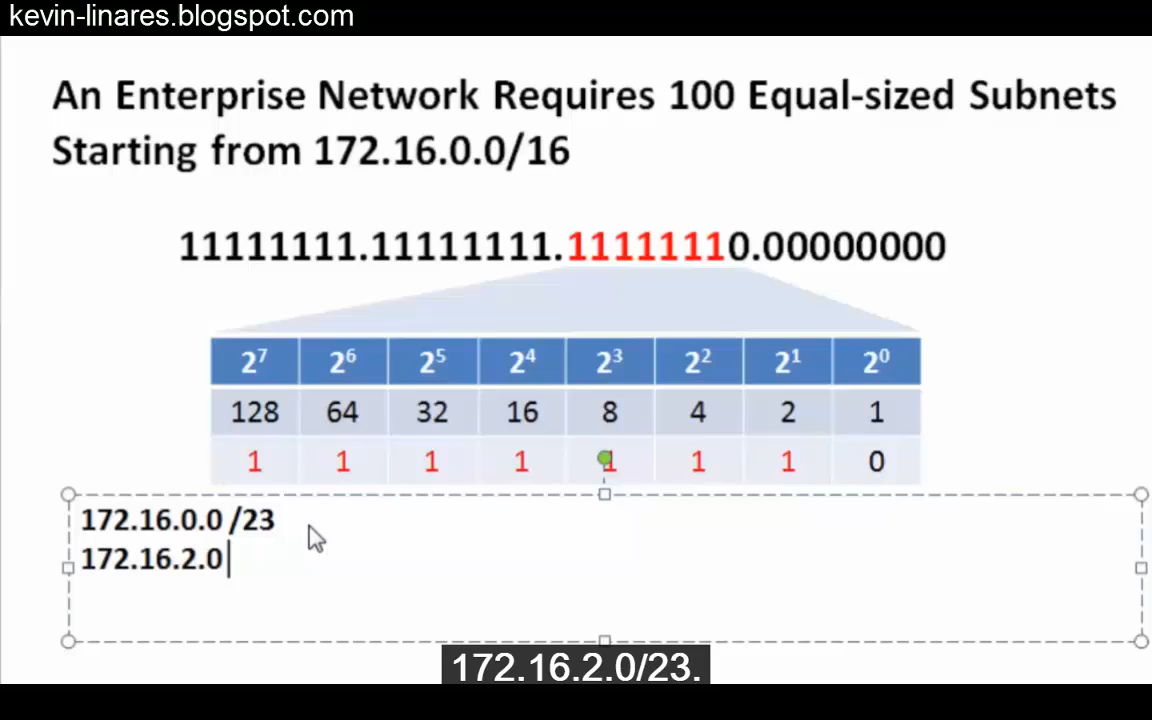 kevin-linares.blogspot.com
An Enterprise Network Requires 100 Equal-sized Subnets
Starting from 172.16.0.0/16
11111111.11111111.11111110.00000000
2⁷ 2⁶ 2⁵ 2⁴ 2³ 2² 2¹ 2⁰
128 64 32 16 8 4 2 1
1 1 1 1 1 1 1 0
172.16.0.0 /23
172.16.2.0
172.16.2.0/23.